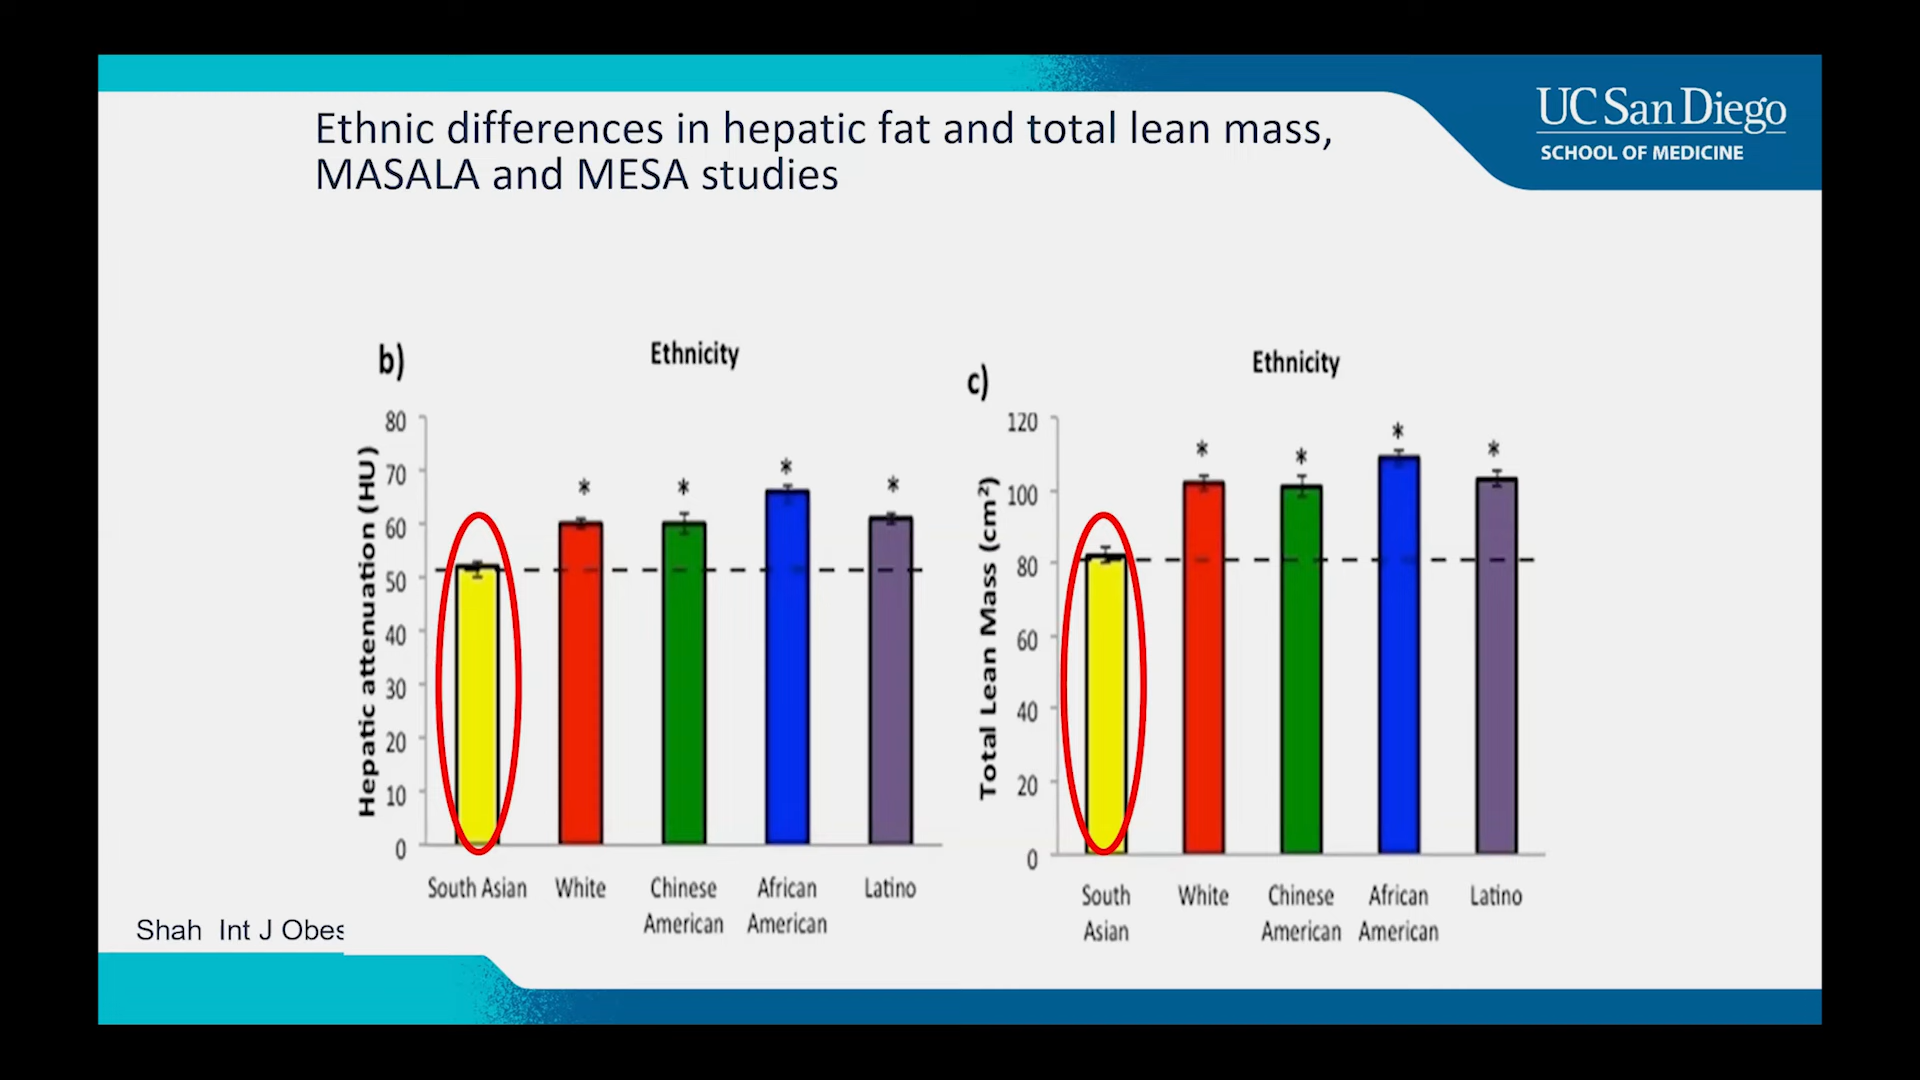 UC San Diego
SCHOOL OF MEDICINE
Ethnic differences in hepatic fat and total lean mass,
MASALA and MESA studies
b)
Ethnicity
Hepatic attenuation (HU)
80
70
60
50
40
30
20
10
0
*
*
*
*
South Asian
White
Chinese
American
African
American
Latino
c)
Ethnicity
Total Lean Mass (cm²)
120
100
80
60
40
20
0
*
*
*
*
South
Asian
White
Chinese
American
African
American
Latino
Shah Int J Obes